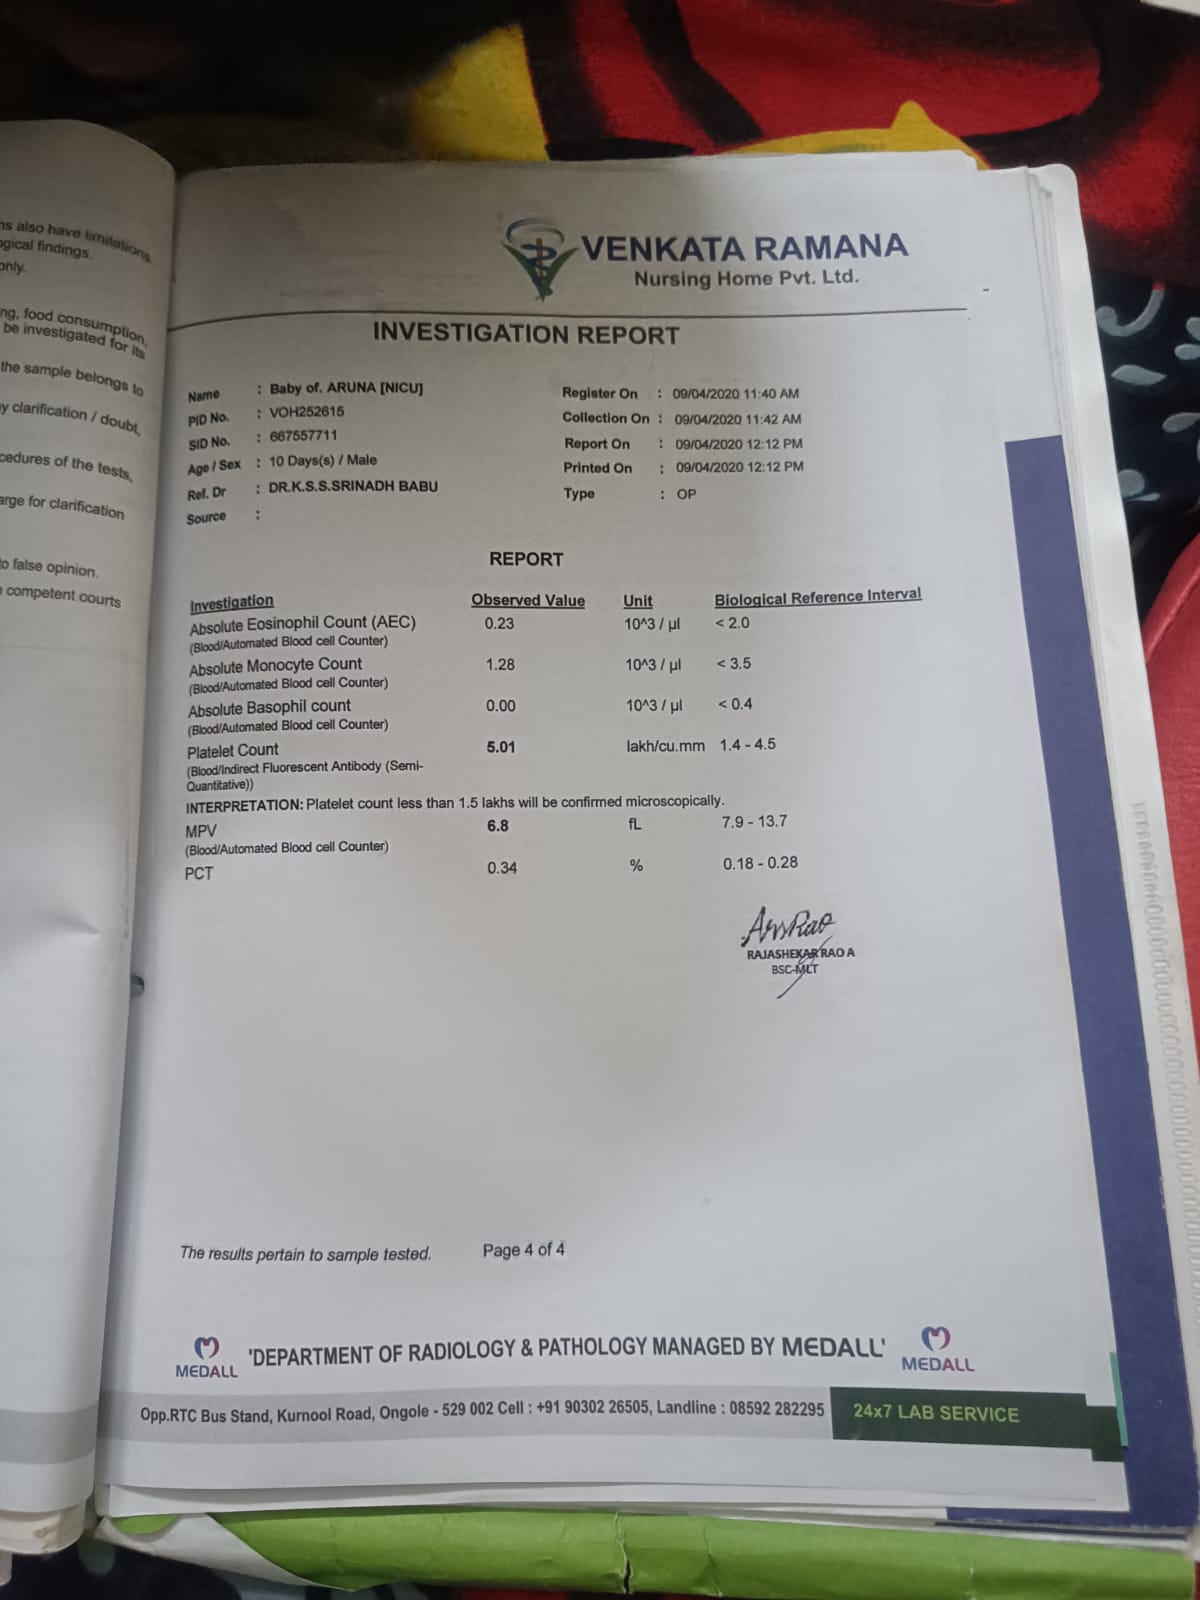 ns also have limitations.
ogical findings.
only.
ng, food consumption,
be investigated for its
the sample belongs to
y clarification / doubt,
cedures of the tests,
arge for clarification
to false opinion.
competent courts
VENKATA RAMANA
Nursing Home Pvt. Ltd.
INVESTIGATION REPORT
Name : Baby of. ARUNA [NICU]
PID No. : VOH252615
SID No. : 667557711
Age / Sex : 10 Days(s) / Male
Ref. Dr : DR.K.S.S.SRINADH BABU
Source :
Register On : 09/04/2020 11:40 AM
Collection On : 09/04/2020 11:42 AM
Report On : 09/04/2020 12:12 PM
Printed On : 09/04/2020 12:12 PM
Type : OP
REPORT
Investigation Observed Value Unit Biological Reference Interval
Absolute Eosinophil Count (AEC) 0.23 10^3 / µl < 2.0
(Blood/Automated Blood cell Counter)
Absolute Monocyte Count 1.28 10^3 / µl < 3.5
(Blood/Automated Blood cell Counter)
Absolute Basophil count 0.00 10^3 / µl < 0.4
(Blood/Automated Blood cell Counter)
Platelet Count 5.01 lakh/cu.mm 1.4 - 4.5
(Blood/Indirect Fluorescent Antibody (Semi-
Quantitative))
INTERPRETATION: Platelet count less than 1.5 lakhs will be confirmed microscopically.
MPV 6.8 fL 7.9 - 13.7
(Blood/Automated Blood cell Counter)
PCT 0.34 % 0.18 - 0.28
RAJASHEKAR RAO A
BSC-MLT
The results pertain to sample tested. Page 4 of 4
MEDALL 'DEPARTMENT OF RADIOLOGY & PATHOLOGY MANAGED BY MEDALL' MEDALL
Opp.RTC Bus Stand, Kurnool Road, Ongole - 529 002 Cell : +91 90302 26505, Landline : 08592 282295 24x7 LAB SERVICE